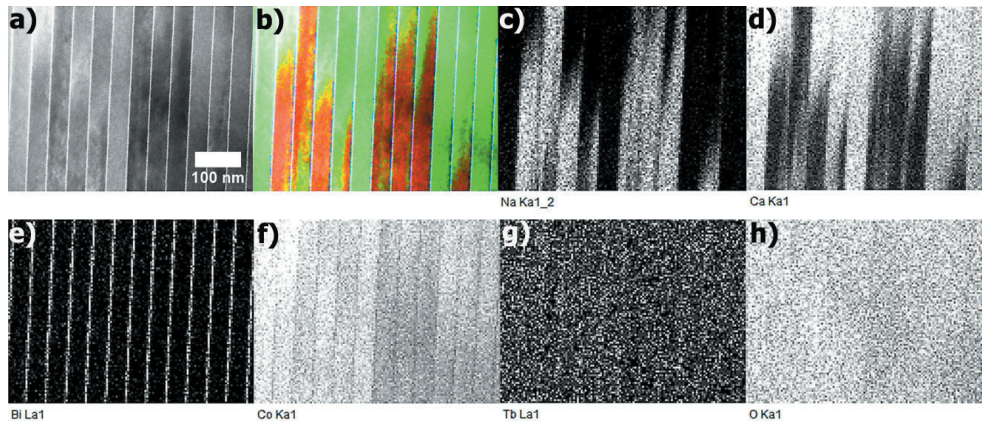 a)
b)
c)
d)
100 nm
Na Ka1_2
Ca Ka1
e)
f)
g)
h)
Bi La1
Co Ka1
Tb La1
O Ka1